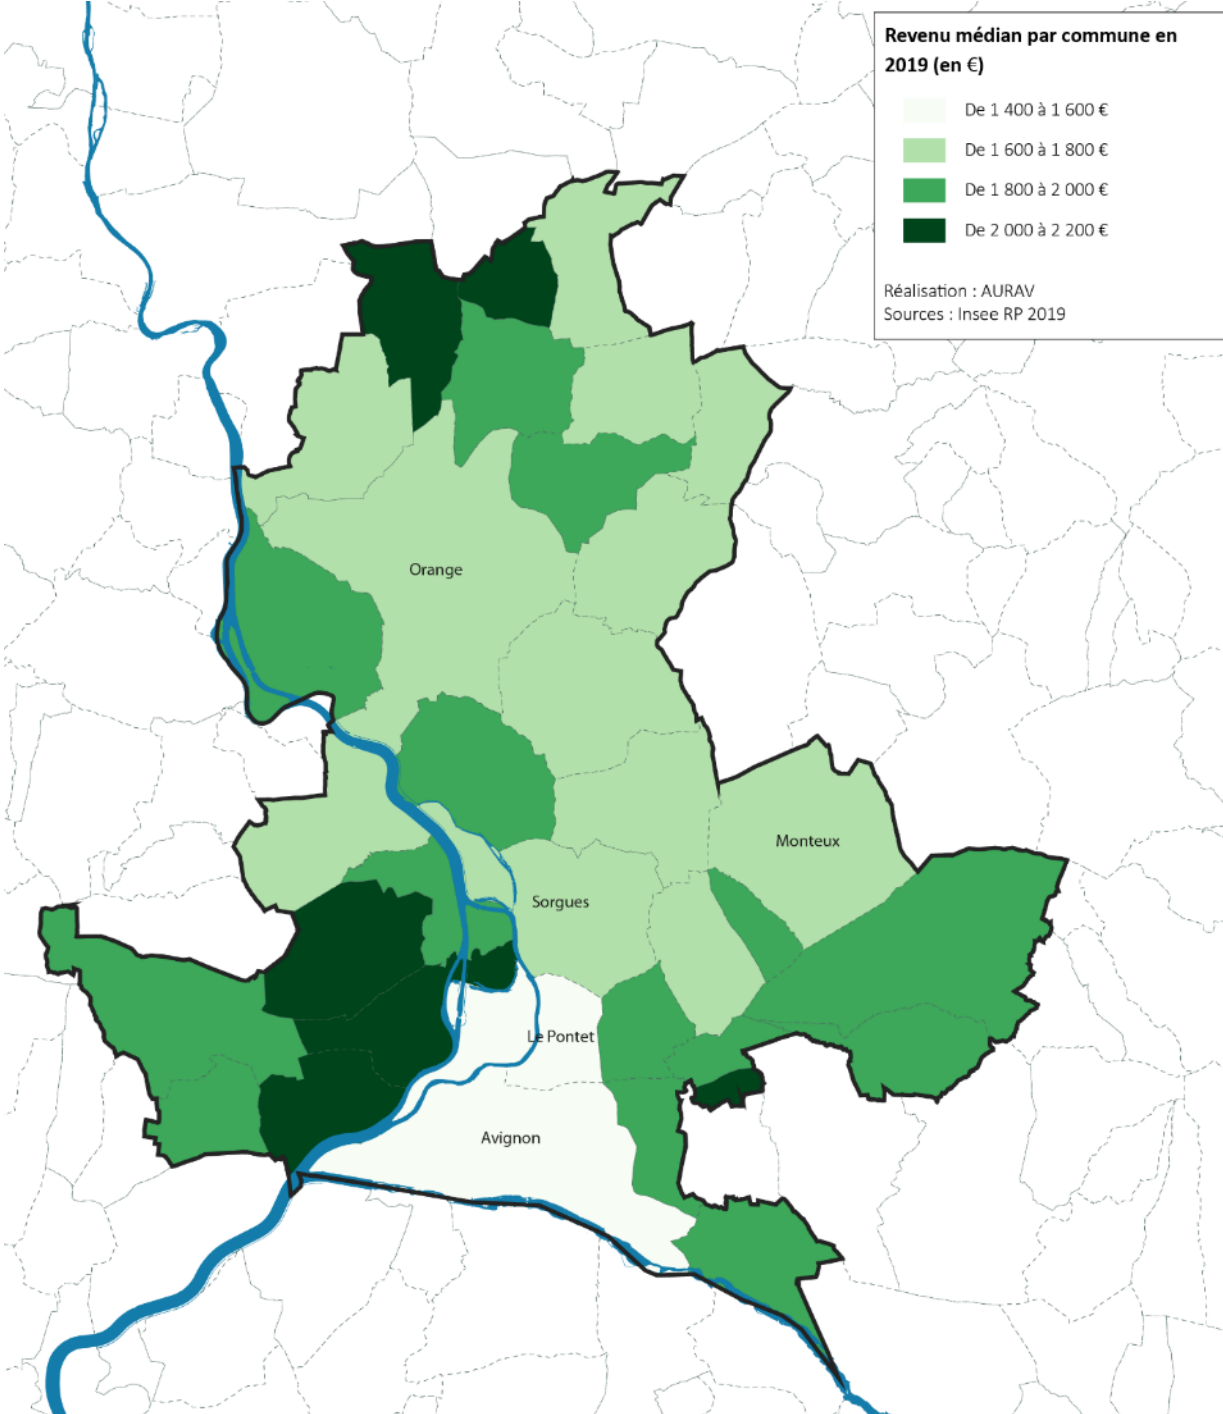 Revenu médian par commune en
2019 (en €)
De 1 400 à 1 600 €
De 1 600 à 1 800 €
De 1 800 à 2 000 €
De 2 000 à 2 200 €
Réalisation : AURAV
Sources : Insee RP 2019
Orange
Monteux
Sorgues
Le Pontet
Avignon